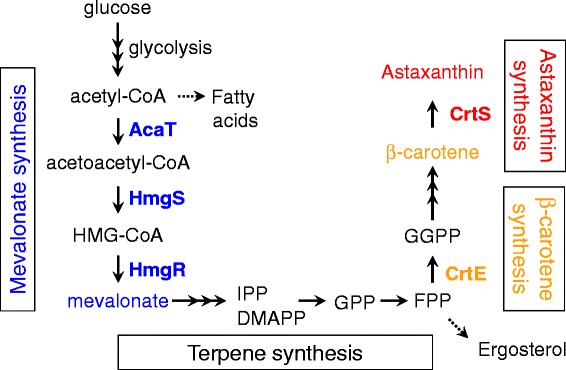 glucose
glycolysis
acetyl-CoA
Fatty
acids
AcaT
acetoacetyl-CoA
HmgS
HMG-CoA
HmgR
mevalonate
IPP
DMAPP
GPP
FPP
Ergosterol
CrtE
GGPP
β-carotene
CrtS
Astaxanthin
Mevalonate synthesis
Terpene synthesis
β-carotene
synthesis
Astaxanthin
synthesis